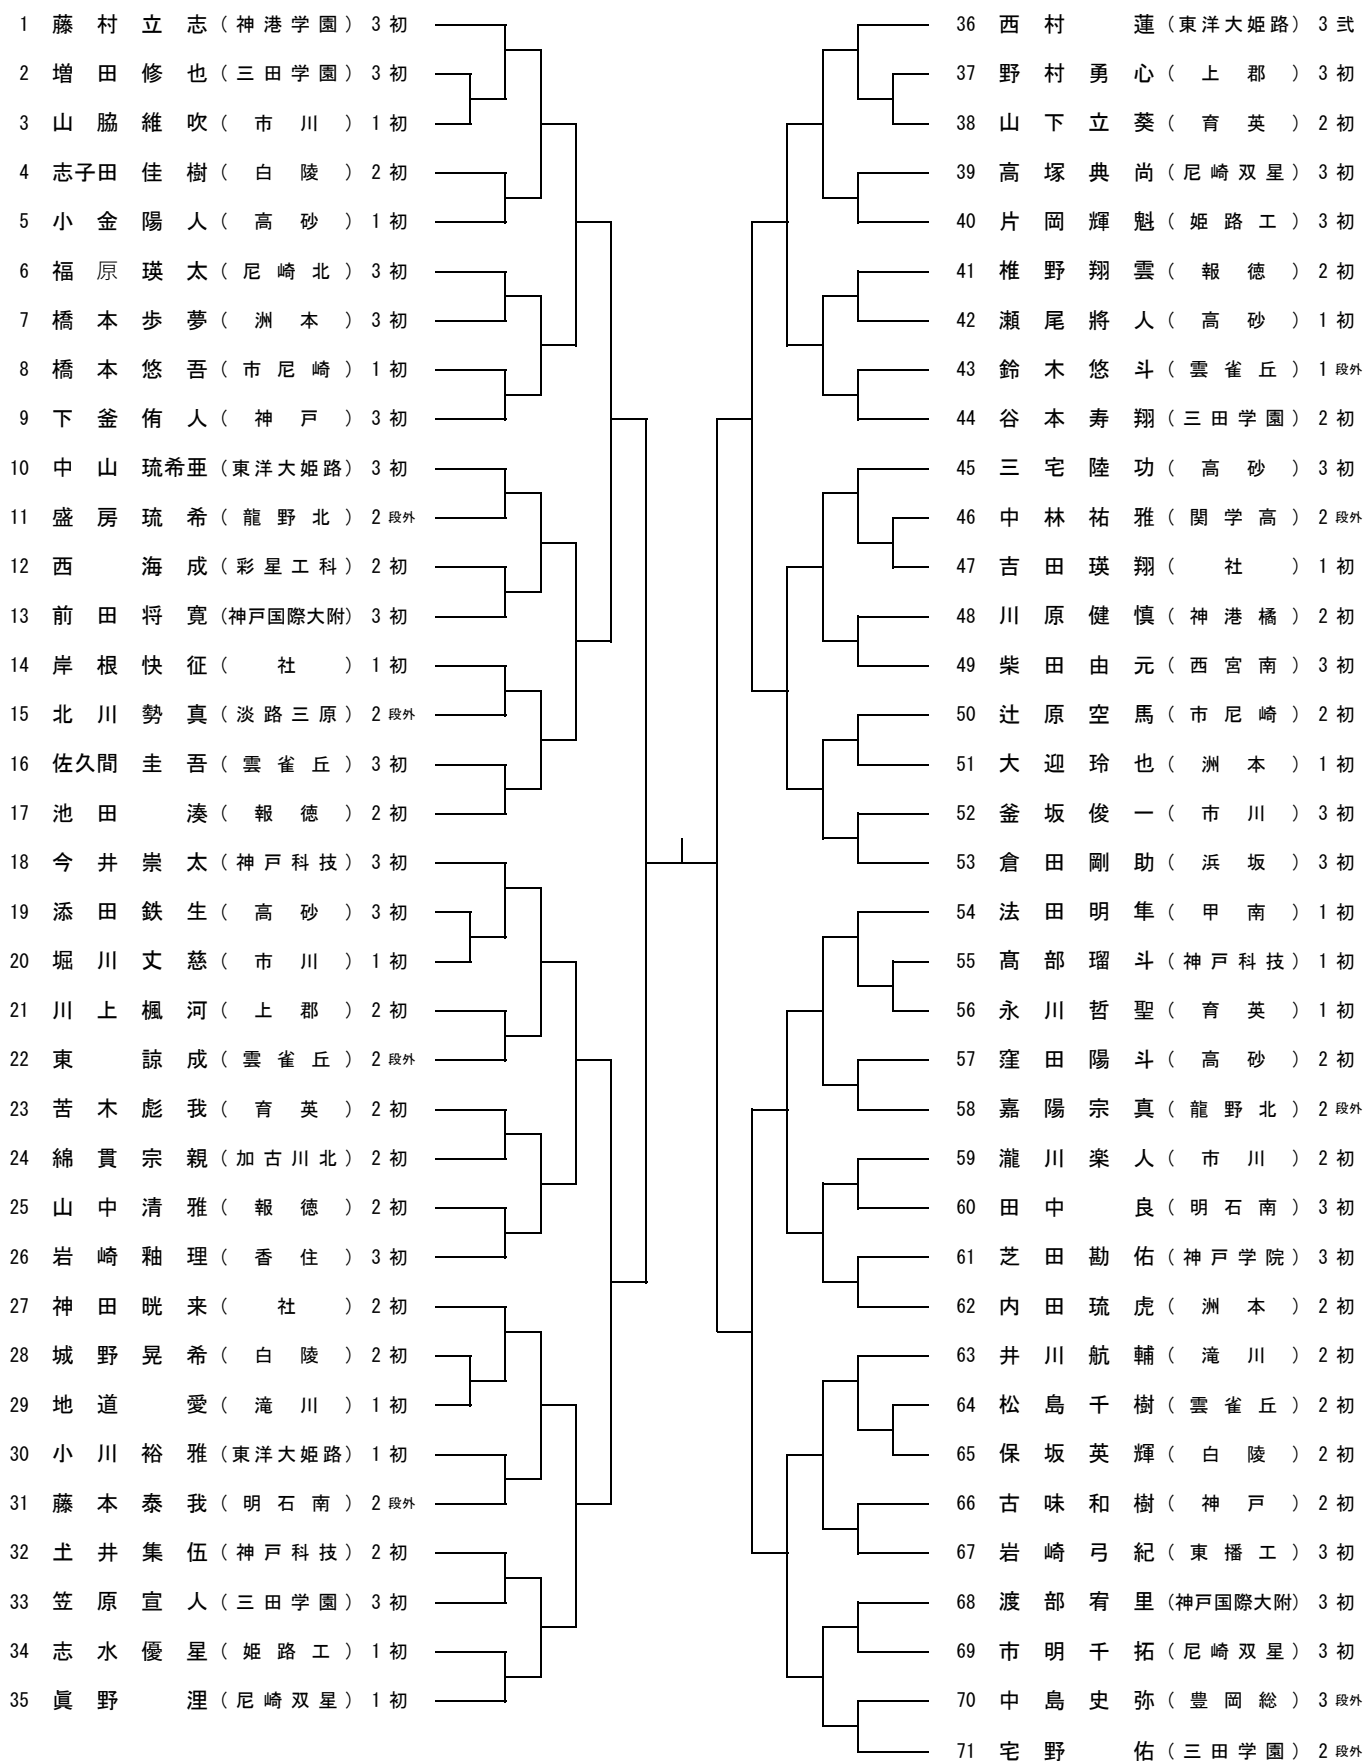 1 藤村立志 (神港学園) 3 初
2 増田修也 (三田学園) 3 初
3 山脇維吹 (市川) 1 初
4 志子田佳樹 (白陵) 2 初
5 小金陽人 (高砂) 1 初
6 福原瑛太 (尼崎北) 3 初
7 橋本歩夢 (洲本) 3 初
8 橋本悠吾 (市尼崎) 1 初
9 下釜侑人 (神戸) 3 初
10 中山琉希亜 (東洋大姫路) 3 初
11 盛房琉希 (龍野北) 2 段外
12 西海成 (彩星工科) 2 初
13 前田将寛 (神戸国際大附) 3 初
14 岸根快征 (社) 1 初
15 北川勢真 (淡路三原) 2 段外
16 佐久間圭吾 (雲雀丘) 3 初
17 池田湊 (報徳) 2 初
18 今井崇太 (神戸科技) 3 初
19 添田鉄生 (高砂) 3 初
20 堀川丈慈 (市川) 1 初
21 川上楓河 (上郡) 2 初
22 東諒成 (雲雀丘) 2 段外
23 苦木彪我 (育英) 2 初
24 綿貫宗親 (加古川北) 2 初
25 山中清雅 (報徳) 2 初
26 岩崎釉理 (香住) 3 初
27 神田晄来 (社) 2 初
28 城野晃希 (白陵) 2 初
29 地道愛 (滝川) 1 初
30 小川裕雅 (東洋大姫路) 1 初
31 藤本泰我 (明石南) 2 段外
32 土井集伍 (神戸科技) 2 初
33 笠原宣人 (三田学園) 3 初
34 志水優星 (姫路工) 1 初
35 眞野浬 (尼崎双星) 1 初
36 西村蓮 (東洋大姫路) 3 弐
37 野村勇心 (上郡) 3 初
38 山下立葵 (育英) 2 初
39 高塚典尚 (尼崎双星) 3 初
40 片岡輝魁 (姫路工) 3 初
41 椎野翔雲 (報徳) 2 初
42 瀬尾將人 (高砂) 1 初
43 鈴木悠斗 (雲雀丘) 1 段外
44 谷本寿翔 (三田学園) 2 初
45 三宅陸功 (高砂) 3 初
46 中林祐雅 (関学高) 2 段外
47 吉田瑛翔 (社) 1 初
48 川原健慎 (神港橘) 2 初
49 柴田由元 (西宮南) 3 初
50 辻原空馬 (市尼崎) 2 初
51 大迎玲也 (洲本) 1 初
52 釜坂俊一 (市川) 3 初
53 倉田剛助 (浜坂) 3 初
54 法田明隼 (甲南) 1 初
55 髙部瑠斗 (神戸科技) 1 初
56 永川哲聖 (育英) 1 初
57 窪田陽斗 (高砂) 2 初
58 嘉陽宗真 (龍野北) 2 段外
59 瀧川楽人 (市川) 2 初
60 田中良 (明石南) 3 初
61 芝田勘佑 (神戸学院) 3 初
62 内田琉虎 (洲本) 2 初
63 井川航輔 (滝川) 2 初
64 松島千樹 (雲雀丘) 2 初
65 保坂英輝 (白陵) 2 初
66 古味和樹 (神戸) 2 初
67 岩崎弓紀 (東播工) 3 初
68 渡部宥里 (神戸国際大附) 3 初
69 市明千拓 (尼崎双星) 3 初
70 中島史弥 (豊岡総) 3 段外
71 宅野佑 (三田学園) 2 段外